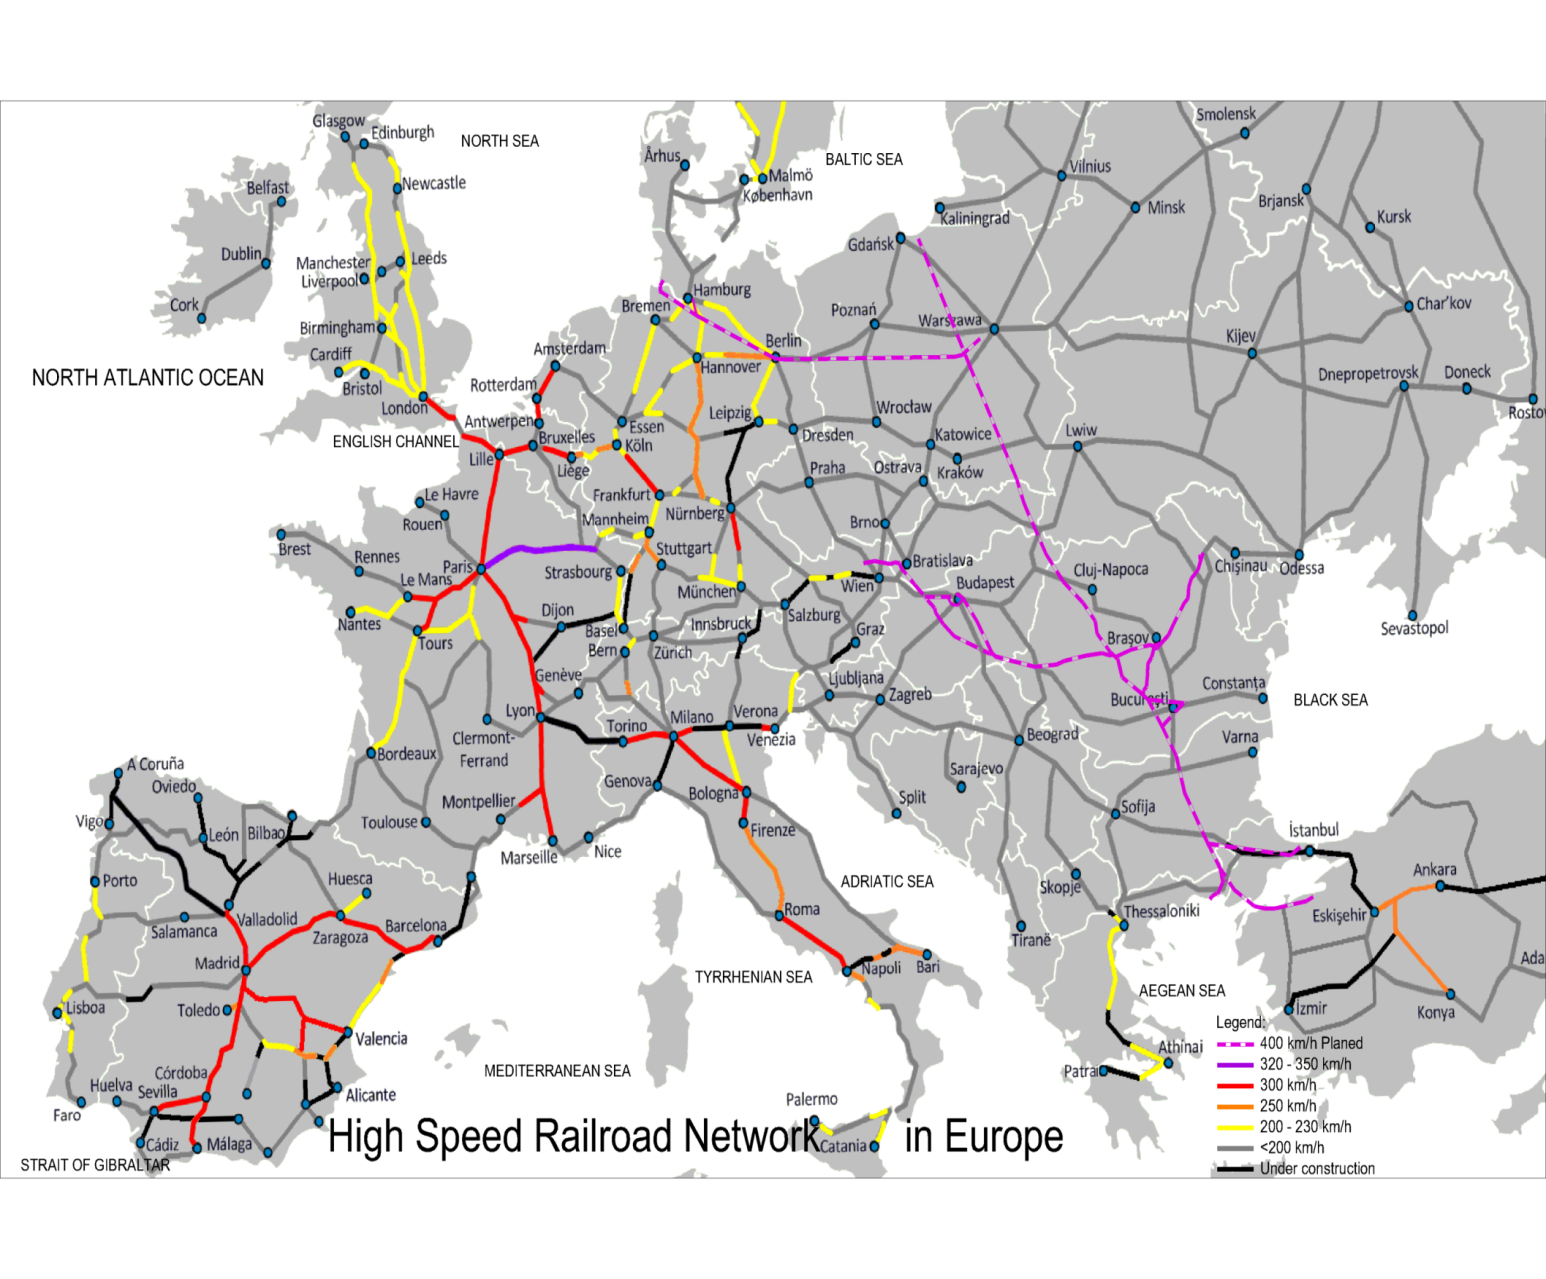 Glasgow
Edinburgh
NORTH SEA
Smolensk
Århus
BALTIC SEA
Vilnius
Belfast
Newcastle
Malmö
København
Brjansk
Minsk
Kaliningrad
Kursk
Dublin
Manchester
Leeds
Liverpool
Gdańsk
Cork
Hamburg
Bremen
Poznań
Char'kov
Birmingham
Warszawa
Kijev
Cardiff
Amsterdam
Berlin
Hannover
NORTH ATLANTIC OCEAN
Bristol
Rotterdam
Dnepropetrovsk
Doneck
London
Leipzig
Wrocław
Rostov
Antwerpen
Essen
ENGLISH CHANNEL
Bruxelles
Köln
Dresden
Katowice
Lwiw
Lille
Liège
Praha
Ostrava
Kraków
Le Havre
Frankfurt
Rouen
Mannheim
Nürnberg
Brno
Brest
Rennes
Paris
Stuttgart
Bratislava
Chişinau
Odessa
Le Mans
Strasbourg
München
Wien
Budapest
Cluj-Napoca
Nantes
Dijon
Salzburg
Tours
Basel
Innsbruck
Graz
Braşov
Sevastopol
Bern
Zürich
Genève
Ljubljana
Zagreb
Constanţa
Bucureşti
BLACK SEA
Lyon
Torino
Milano
Verona
Venezia
Clermont-
Ferrand
Beograd
Varna
Bordeaux
A Coruña
Oviedo
Genova
Sarajevo
Bologna
Montpellier
Split
Sofija
Vigo
León
Bilbao
Toulouse
Firenze
İstanbul
Marseille
Nice
Porto
Huesca
ADRIATIC SEA
Skopje
Ankara
Salamanca
Valladolid
Zaragoza
Barcelona
Roma
Thessaloniki
Eskişehir
Tiranë
Madrid
TYRRHENIAN SEA
Napoli
Bari
Ada
Lisboa
Toledo
AEGEAN SEA
İzmir
Konya
Valencia
Legend:
400 km/h Planed
320 - 350 km/h
300 km/h
250 km/h
200 - 230 km/h
<200 km/h
Under construction
Athinai
Patra
MEDITERRANEAN SEA
Córdoba
Huelva
Sevilla
Alicante
Faro
Palermo
Cádiz
Málaga
Catania
High Speed Railroad Network in Europe
STRAIT OF GIBRALTAR